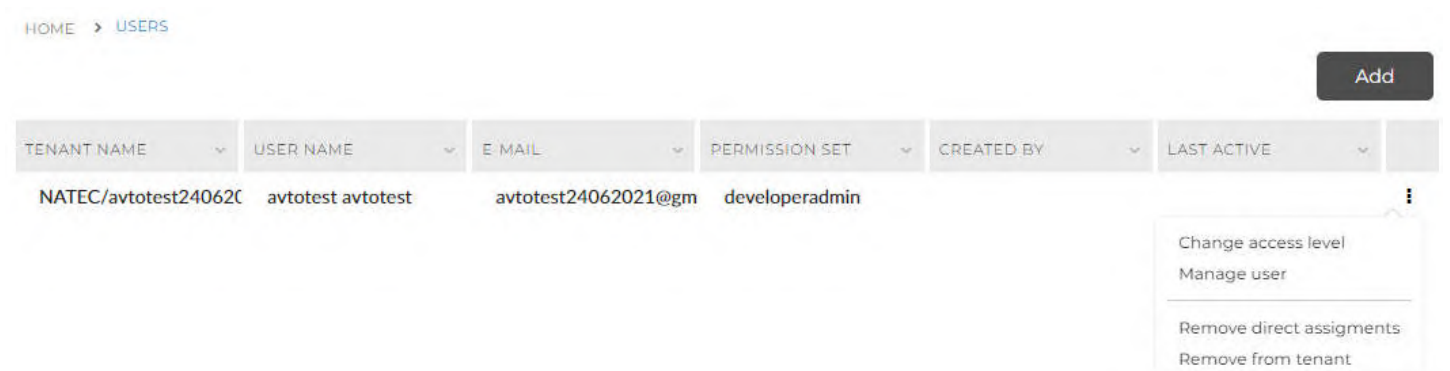 HOME > USERS
Add
TENANT NAME USER NAME E MAIL PERMISSION SET CREATED BY LAST ACTIVE
NATEC/avtotest24062 avtotest avtotest avtotest24062021@gm developeradmin
Change access level
Manage user
Remove direct assigments
Remove from tenant